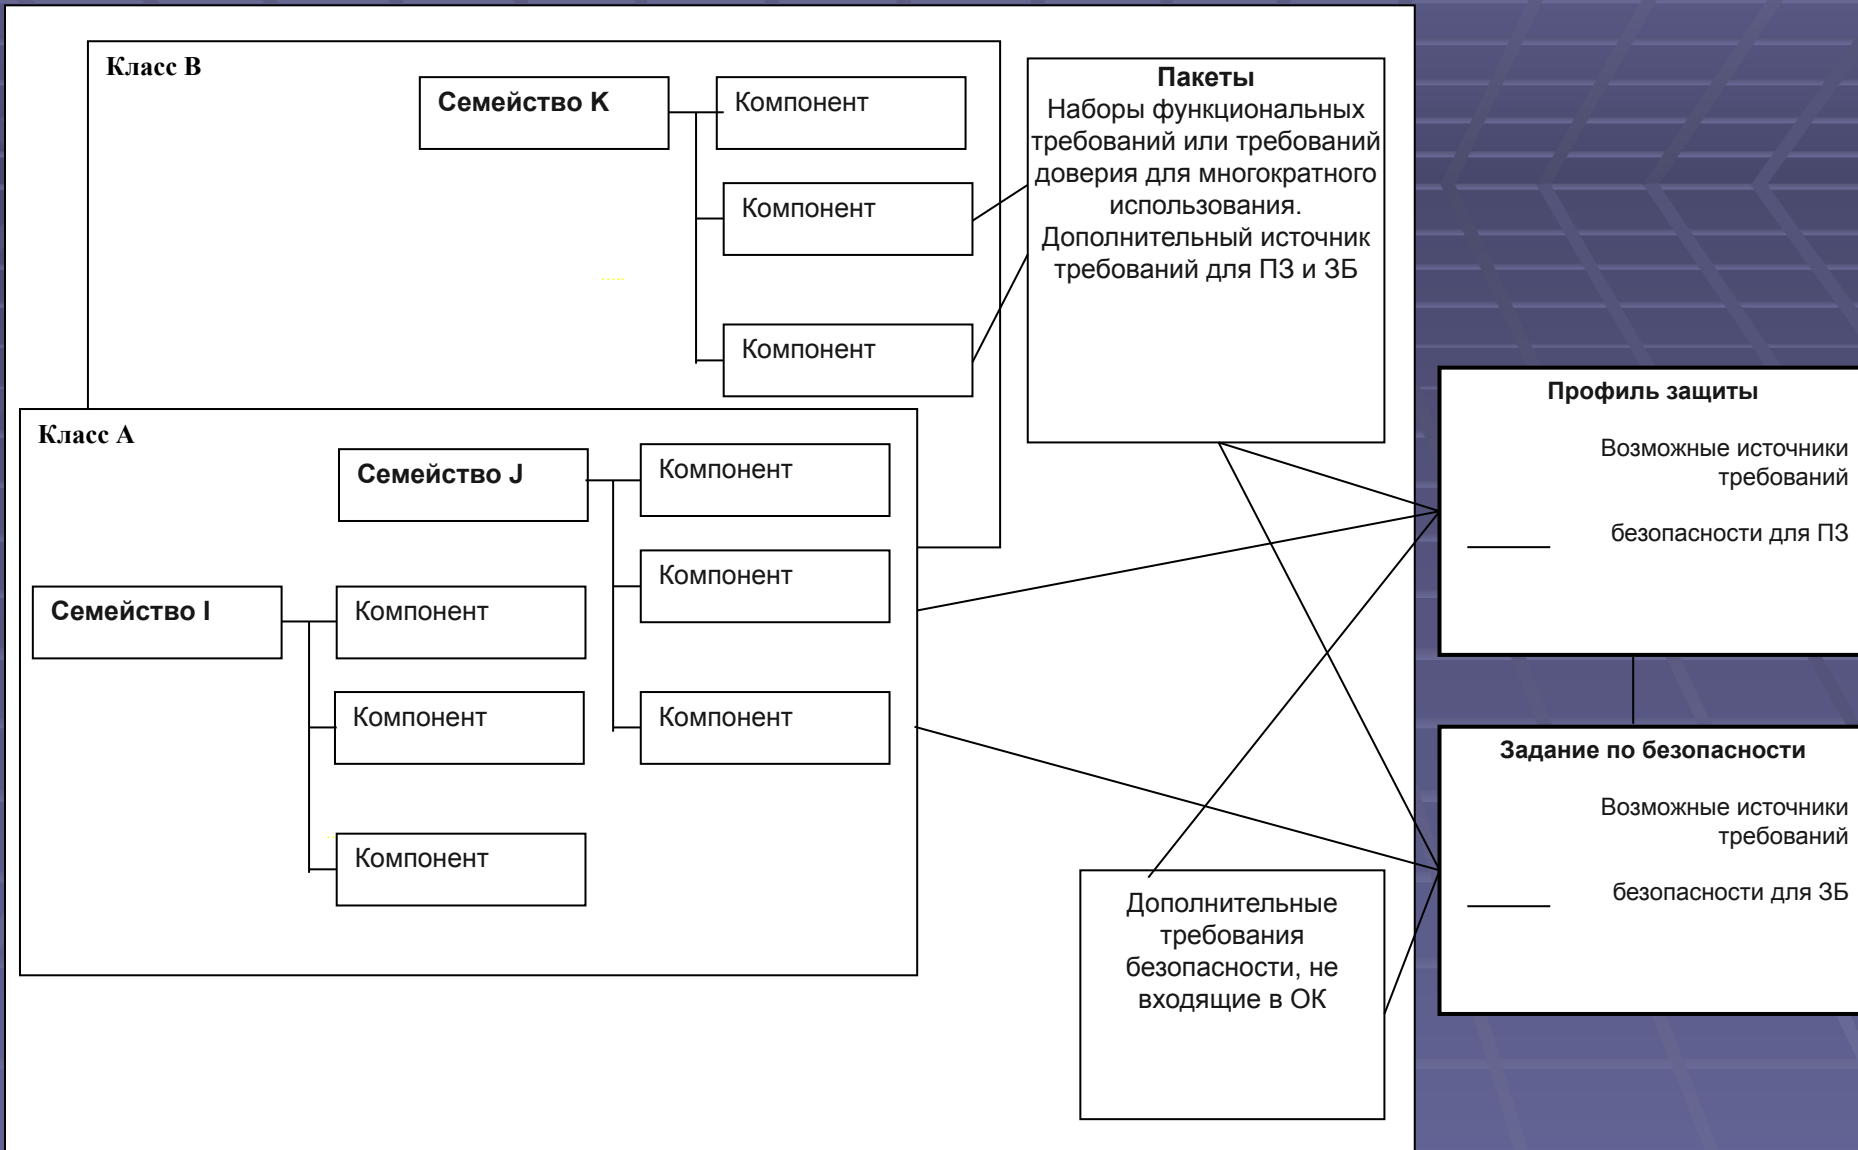 Класс B
Семейство K
Компонент
Компонент
Компонент
Пакеты
Наборы функциональных
требований или требований
доверия для многократного
использования.
Дополнительный источник
требований для ПЗ и ЗБ
Класс A
Семейство J
Компонент
Компонент
Компонент
Семейство I
Компонент
Компонент
Компонент
Профиль защиты
Возможные источники
требований
безопасности для ПЗ
Задание по безопасности
Возможные источники
требований
безопасности для ЗБ
Дополнительные
требования
безопасности, не
входящие в ОК